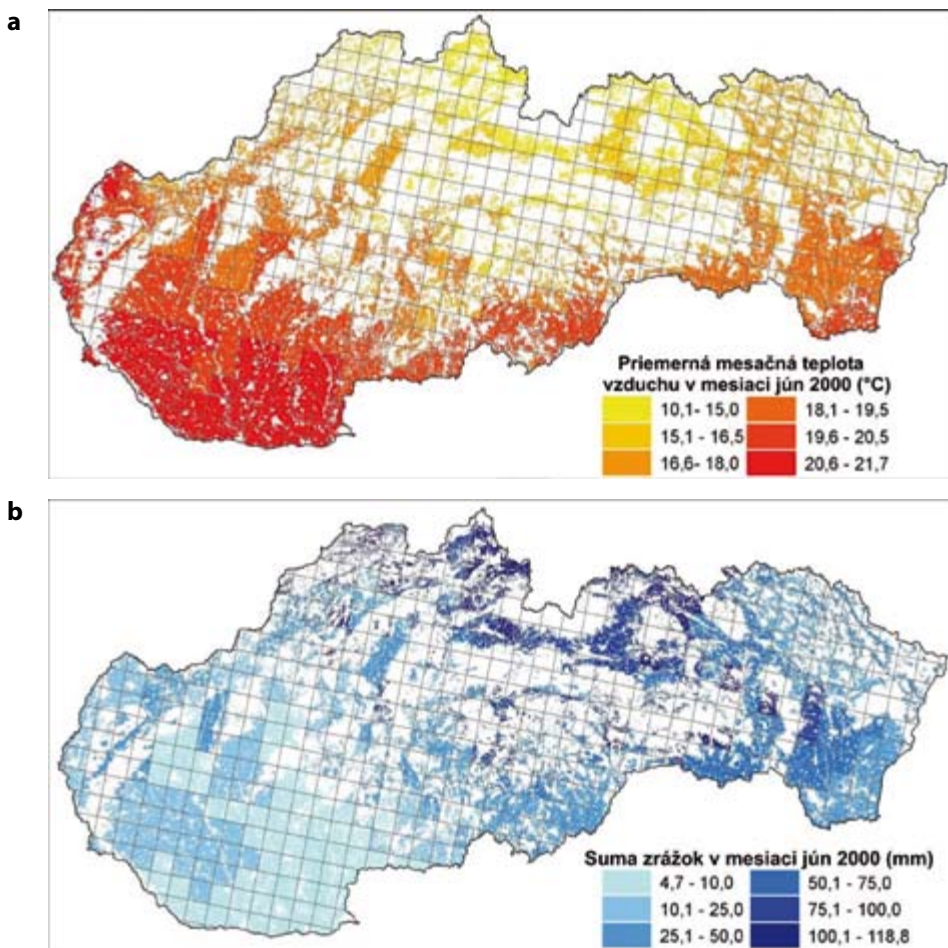 a
Priemerná mesačná teplota
vzduchu v mesiaci jún 2000 (°C)
10,1- 15,0 18,1 - 19,5
15,1 - 16,5 19,6 - 20,5
16,6- 18,0 20,6 - 21,7
b
Suma zrážok v mesiaci jún 2000 (mm)
4,7 - 10,0 50,1 - 75,0
10,1 - 25,0 75,1 - 100,0
25,1 - 50,0 100,1 - 118,8